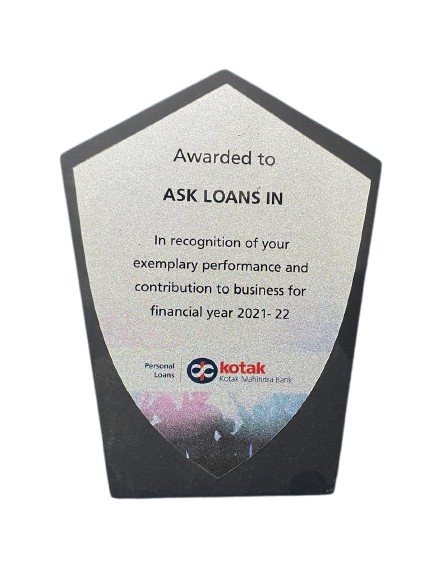 Awarded to
ASK LOANS IN
In recognition of your
exemplary performance and
contribution to business for
financial year 2021- 22
Personal
Loans
kotak
Kotak Mahindra Bank